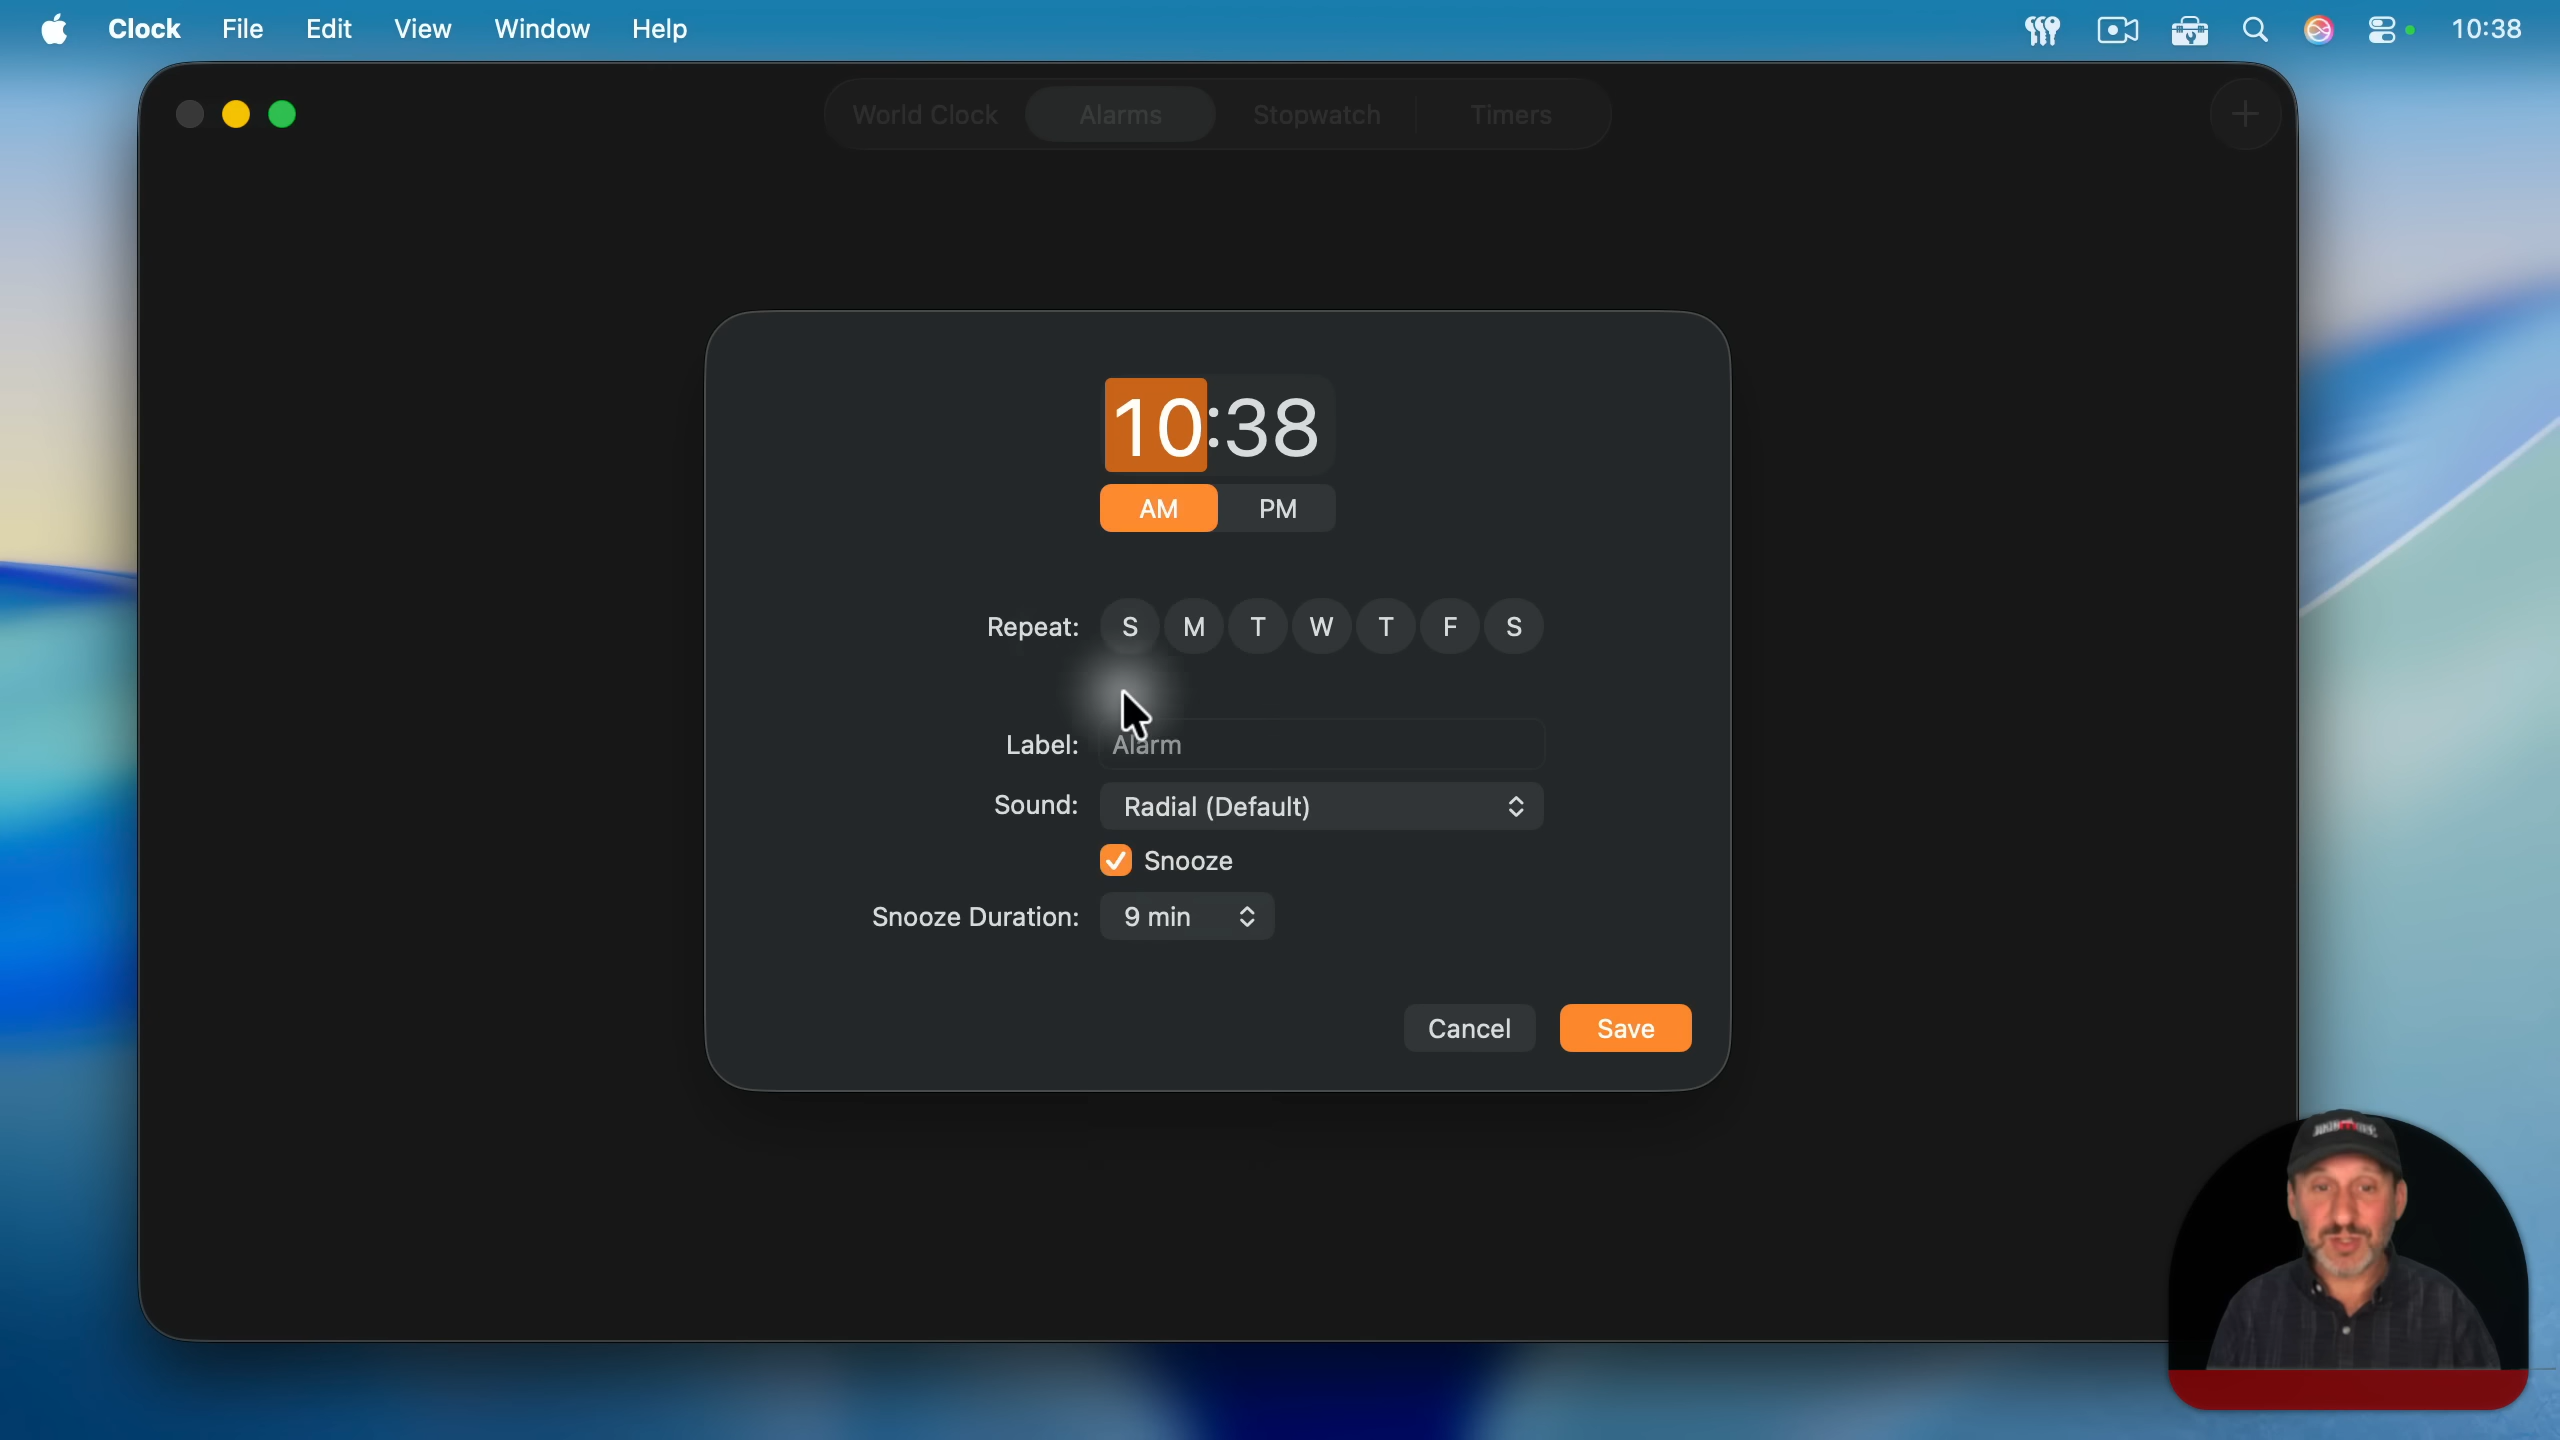 Clock File Edit View Window Help 10:38
World Clock Alarms Stopwatch Timers
10:38
AM PM
Repeat: S M T W T F S
Label: Alarm
Sound: Radial (Default)
Snooze
Snooze Duration: 9 min
Cancel Save